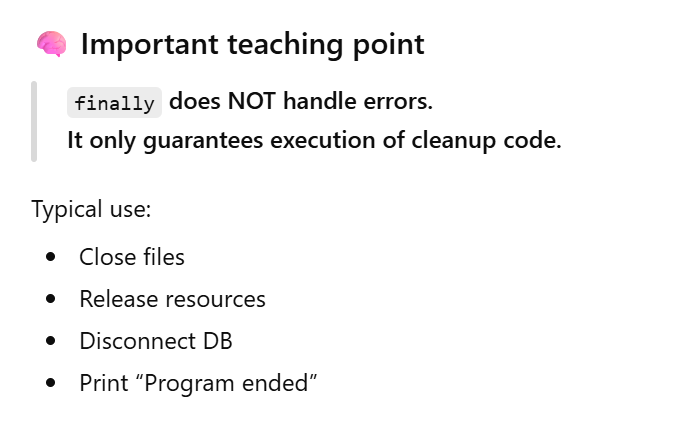 Important teaching point
finally does NOT handle errors.
It only guarantees execution of cleanup code.
Typical use:
• Close files
• Release resources
• Disconnect DB
• Print “Program ended”